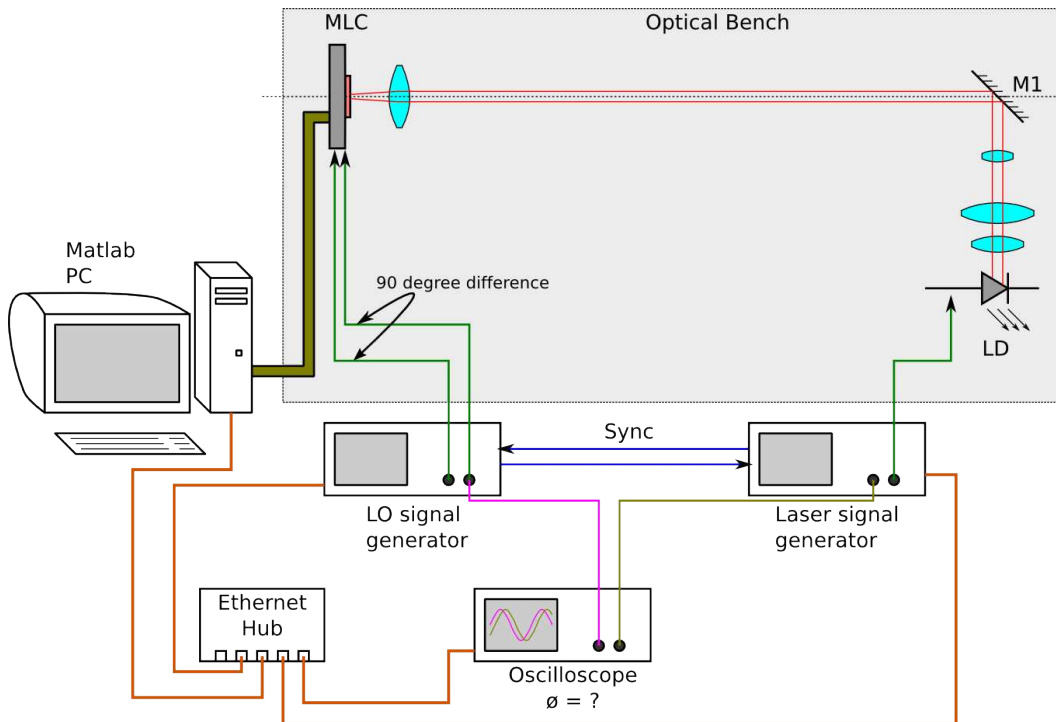 MLC
Optical Bench
M1
Matlab
PC
90 degree difference
LD
Sync
LO signal
generator
Laser signal
generator
Ethernet
Hub
Oscilloscope
ø = ?